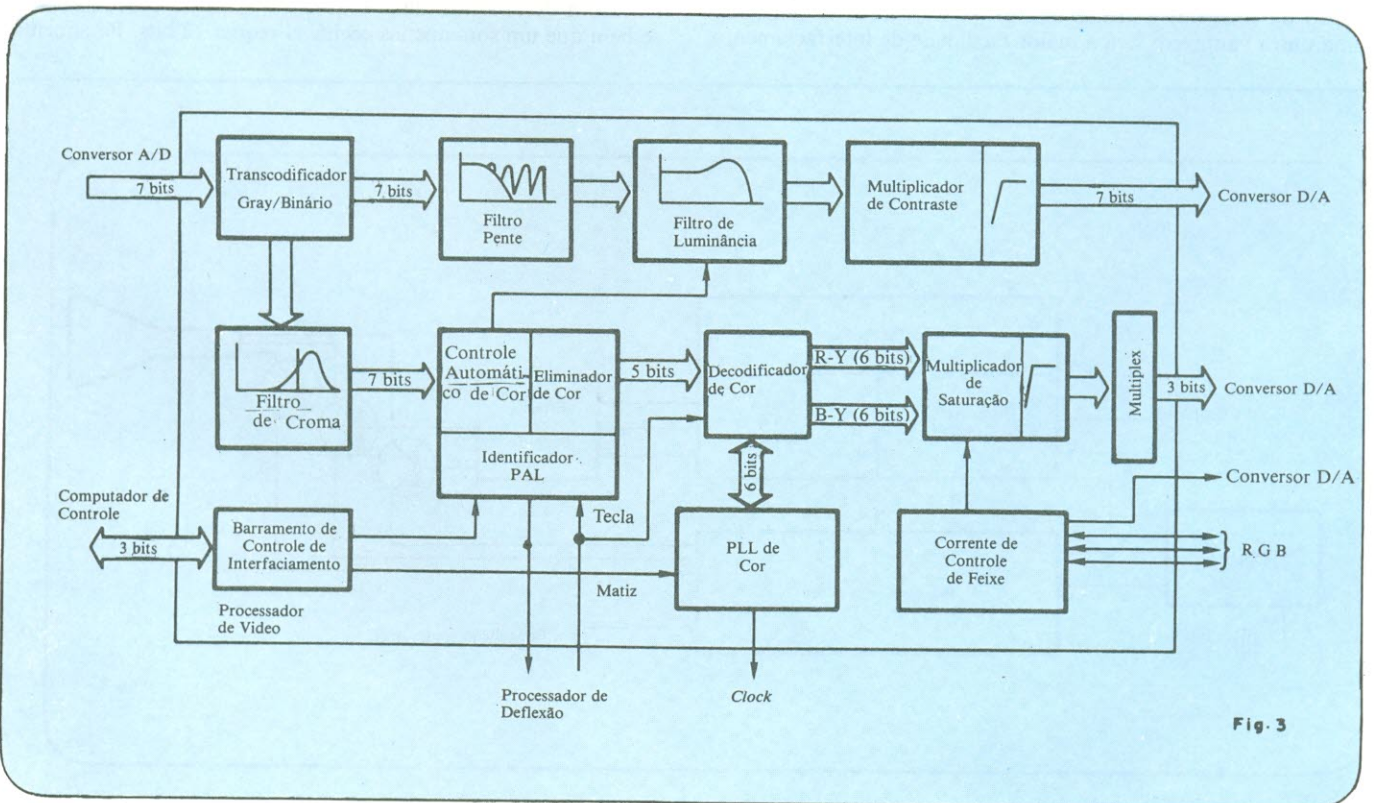 Conversor A/D
7 bits
Transcodificador
Gray/Binário
7 bits
Filtro
Pente
Filtro de
Luminância
Multiplicador
de Contraste
7 bits
Conversor D/A
Filtro
de Croma
7 bits
Controle
Automáti-
co de Cor
Eliminador
de Cor
Identificador
PAL
5 bits
Decodificador
de Cor
R-Y (6 bits)
B-Y (6 bits)
Multiplicador
de
Saturação
Multiplex
3 bits
Conversor D/A
Conversor D/A
Computador de
Controle
3 bits
Barramento de
Controle de
Interfaciamento
Processador
de Video
Tecla
Matiz
6 bits
PLL de
Cor
Corrente de
Controle
de Feixe
R G B
Processador de
Deflexão
Clock
Fig. 3